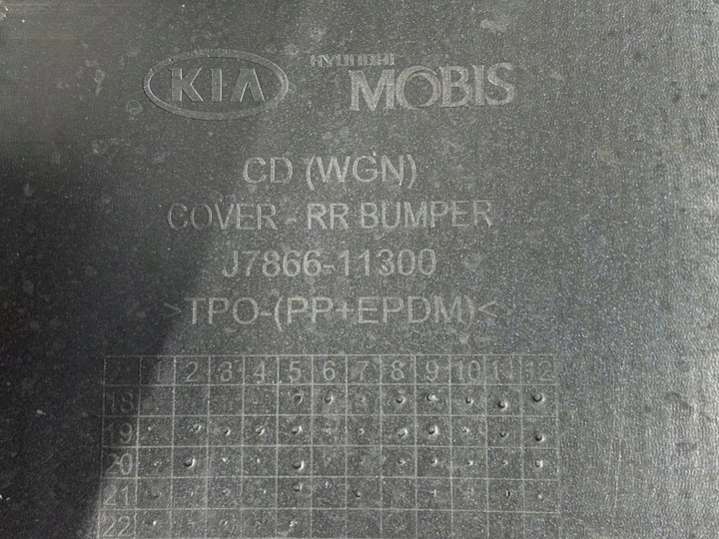 KIA HYUNDAI MOBIS
CD (WGN)
COVER - RR BUMPER
J7866-11300
>TPO-(PP+EPDM)<
1 2 3 4 5 6 7 8 9 10 11 12
18
19
20
21
22